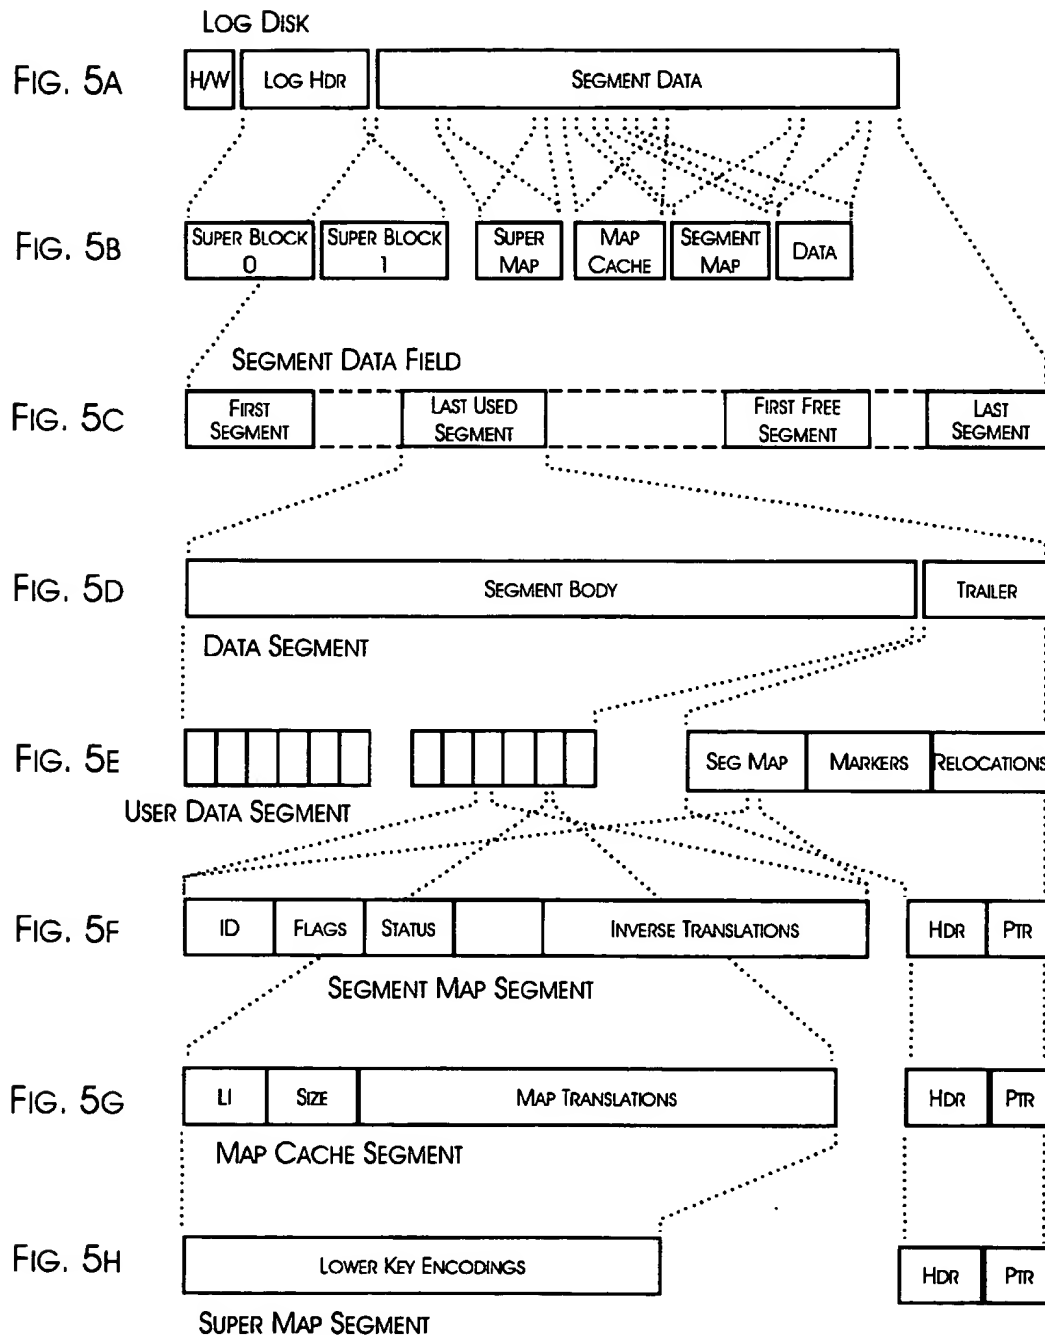 LOG DISK
FIG. 5A
H/W
LOG HDR
SEGMENT DATA
FIG. 5B
SUPER BLOCK
0
SUPER BLOCK
1
SUPER
MAP
MAP
CACHE
SEGMENT
MAP
DATA
SEGMENT DATA FIELD
FIG. 5C
FIRST
SEGMENT
LAST USED
SEGMENT
FIRST FREE
SEGMENT
LAST
SEGMENT
FIG. 5D
SEGMENT BODY
TRAILER
DATA SEGMENT
FIG. 5E
SEG MAP
MARKERS
RELOCATIONS
USER DATA SEGMENT
FIG. 5F
ID
FLAGS
STATUS
INVERSE TRANSLATIONS
HDR
PTR
SEGMENT MAP SEGMENT
FIG. 5G
LI
SIZE
MAP TRANSLATIONS
HDR
PTR
MAP CACHE SEGMENT
FIG. 5H
LOWER KEY ENCODINGS
HDR
PTR
SUPER MAP SEGMENT